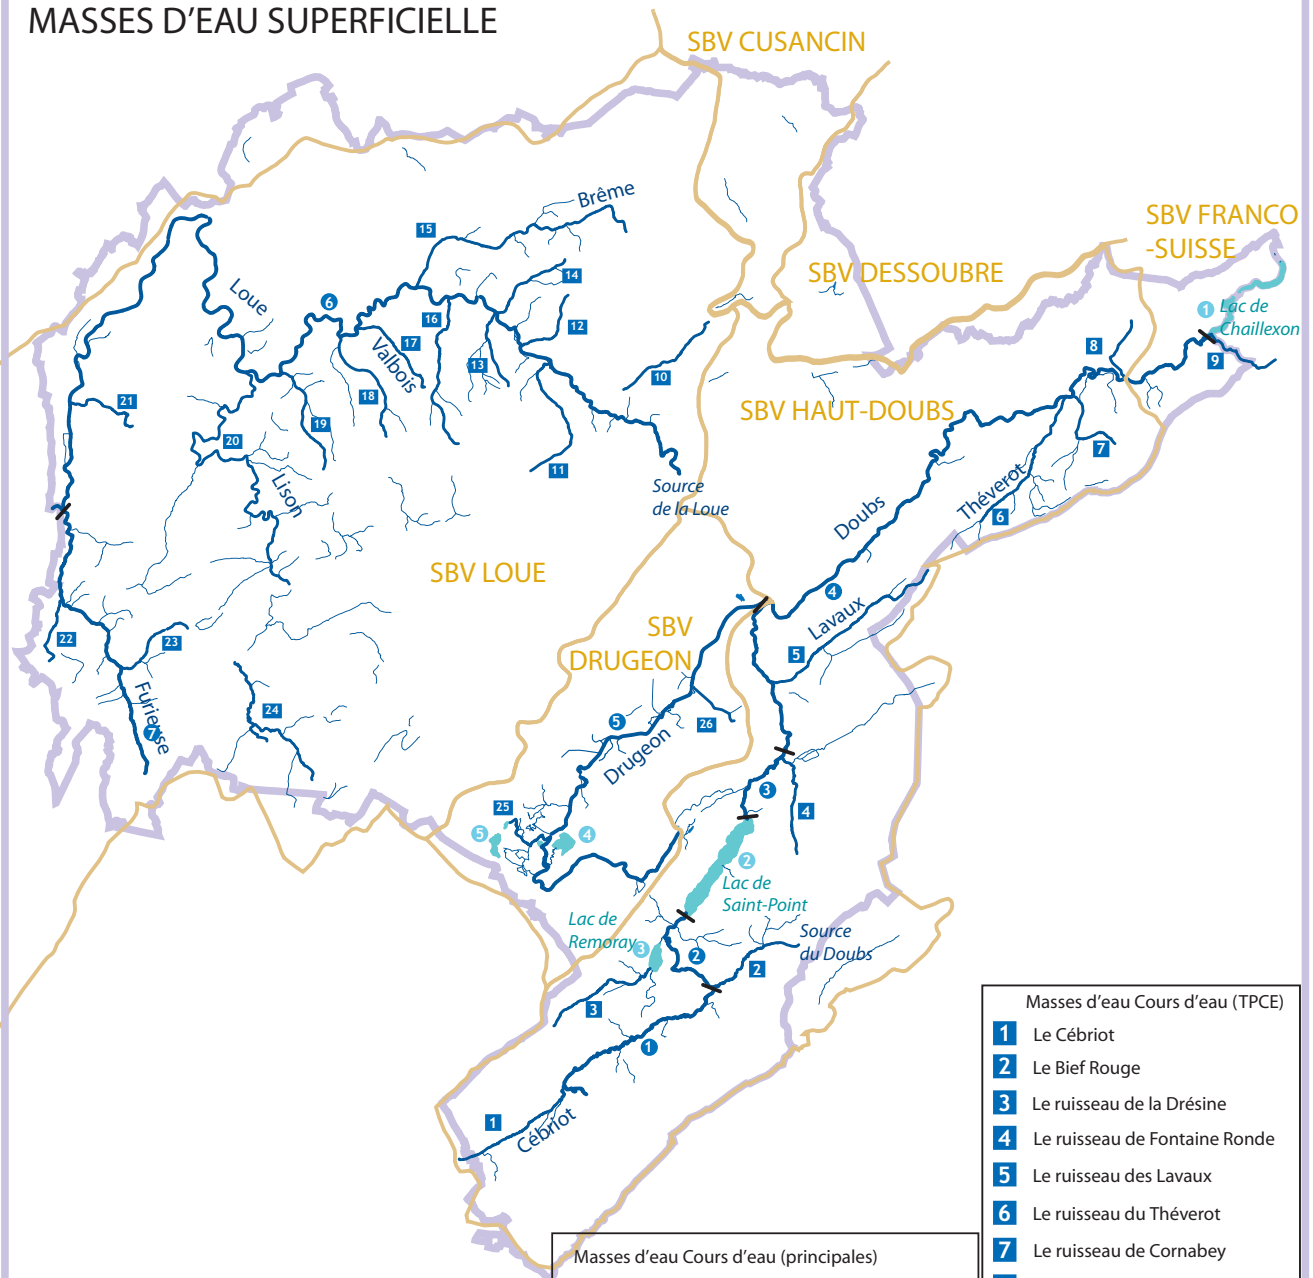 MASSES D'EAU SUPERFICIELLE
SBV CUSANCIN
SBV FRANCO
-SUISSE
SBV DESSOUBRE
Brême
15
14
Loue
6
16
12
17
Valbois
13
18
10
1
Lac de
Chaillexon
8
9
SBV HAUT-DOUBS
21
19
20
11
7
Lison
Source
de la Loue
Doubs
Théverot
6
SBV LOUE
4
Lavaux
SBV
DRUGEON
5
22
23
Furieuse
7
24
5
26
Drugeon
3
4
25
5
4
2
Lac de
Saint-Point
Lac de
Remoray
3
Source
du Doubs
2
2
3
1
1
Cébriot
Masses d'eau Cours d'eau (TPCE)
1 Le Cébriot
2 Le Bief Rouge
3 Le ruisseau de la Drésine
4 Le ruisseau de Fontaine Ronde
5 Le ruisseau des Lavaux
6 Le ruisseau du Théverot
7 Le ruisseau de Cornabey
Masses d'eau Cours d'eau (principales)